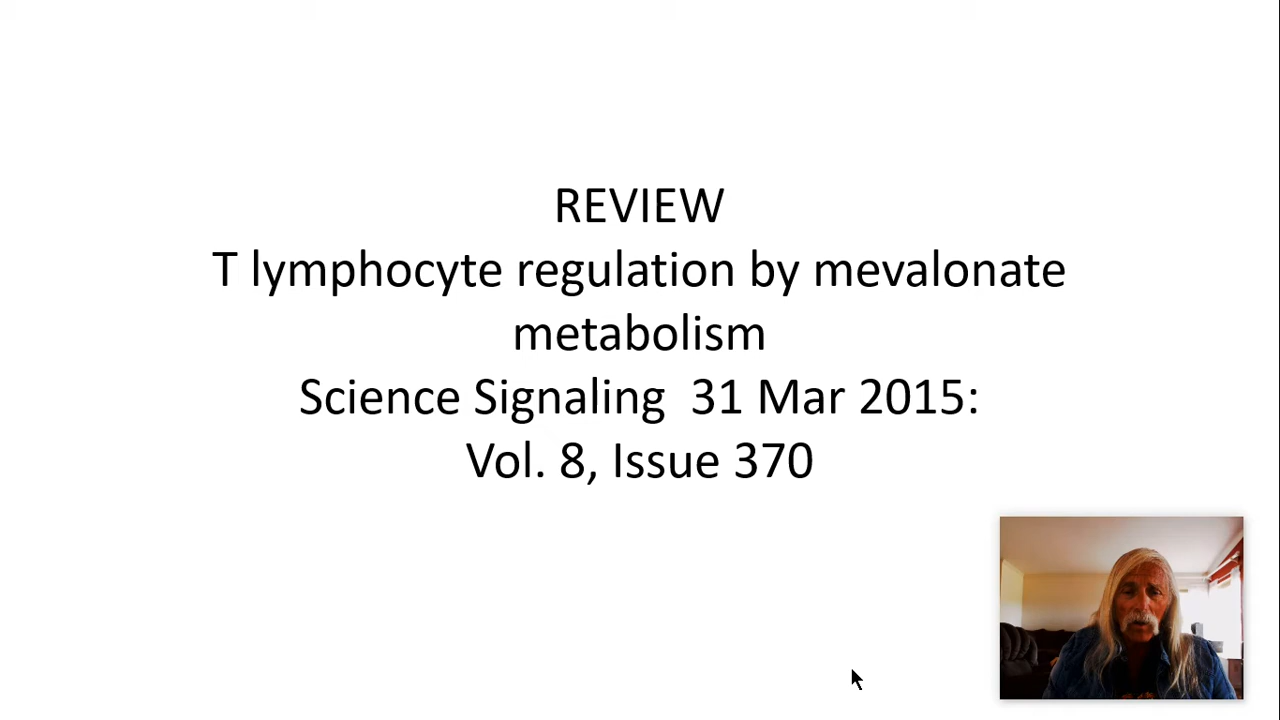 REVIEW
T lymphocyte regulation by mevalonate
metabolism
Science Signaling  31 Mar 2015:
Vol. 8, Issue 370